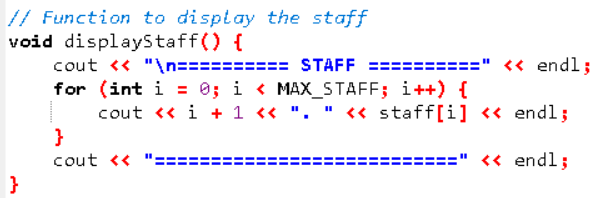 // Function to display the staff
void displayStaff() {
    cout << "\n========== STAFF ==========" << endl;
    for (int i = 0; i < MAX_STAFF; i++) {
        cout << i + 1 << ". " << staff[i] << endl;
    }
    cout << "===========================" << endl;
}